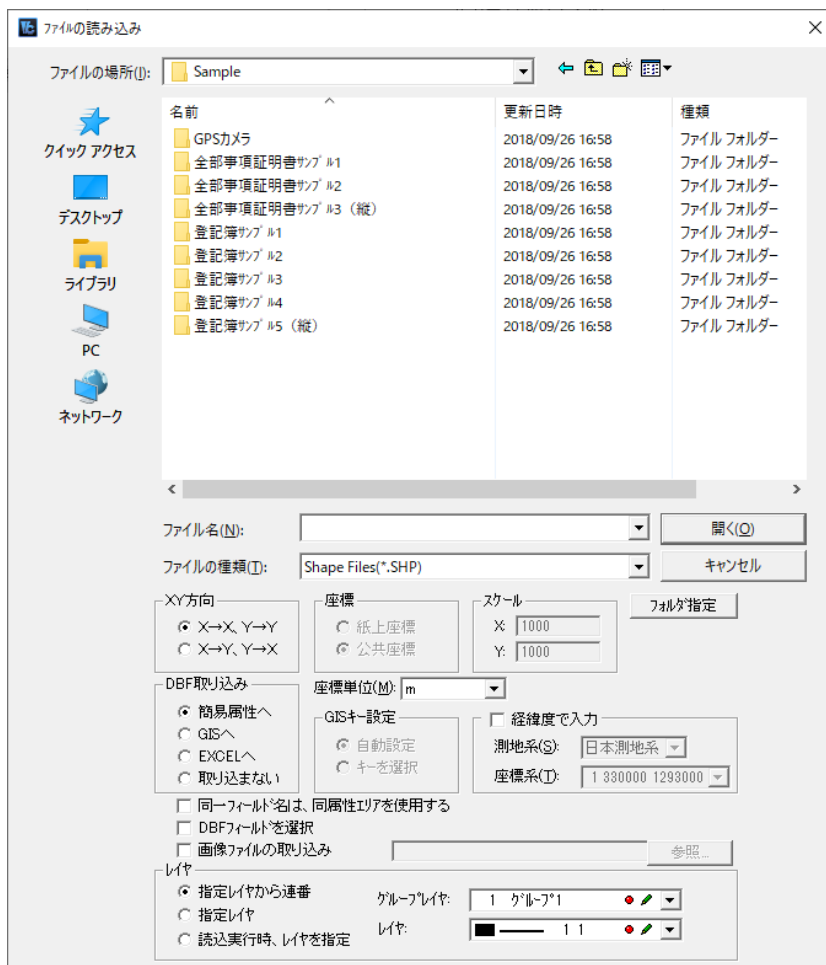 ﾌｧｲﾙの読み込み
ファイルの場所(I): Sample
クイック アクセス
デスクトップ
ライブラリ
PC
ネットワーク
名前 更新日時 種類
GPSｶﾒﾗ 2018/09/26 16:58 ファイル フォルダー
全部事項証明書ｻﾝﾌﾟﾙ1 2018/09/26 16:58 ファイル フォルダー
全部事項証明書ｻﾝﾌﾟﾙ2 2018/09/26 16:58 ファイル フォルダー
全部事項証明書ｻﾝﾌﾟﾙ3（縦） 2018/09/26 16:58 ファイル フォルダー
登記簿ｻﾝﾌﾟﾙ1 2018/09/26 16:58 ファイル フォルダー
登記簿ｻﾝﾌﾟﾙ2 2018/09/26 16:58 ファイル フォルダー
登記簿ｻﾝﾌﾟﾙ3 2018/09/26 16:58 ファイル フォルダー
登記簿ｻﾝﾌﾟﾙ4 2018/09/26 16:58 ファイル フォルダー
登記簿ｻﾝﾌﾟﾙ5（縦） 2018/09/26 16:58 ファイル フォルダー
ファイル名(N): 開く(O)
ファイルの種類(T): Shape Files(*.SHP) キャンセル
XY方向
X→X、Y→Y
X→Y、Y→X
座標
紙上座標
公共座標
スケール
X: 1000
Y: 1000
ﾌｫﾙﾀﾞ指定
DBF取り込み
簡易属性へ
GISへ
EXCELへ
取り込まない
座標単位(M): m
GISｷｰ設定
自動設定
キーを選択
経緯度で入力
測地系(S): 日本測地系
座標系(T): 1 330000 1293000
同一ﾌｨｰﾙﾄﾞ名は、同属性エリアを使用する
DBFﾌｨｰﾙﾄﾞを選択
画像ファイルの取り込み 参照...
レイヤ
指定レイヤから連番
指定レイヤ
読込実行時、レイヤを指定
ｸﾞﾙｰﾌﾟﾚｲﾔ: 1 ｸﾞﾙｰﾌﾟ1
ﾚｲﾔ: 1 1